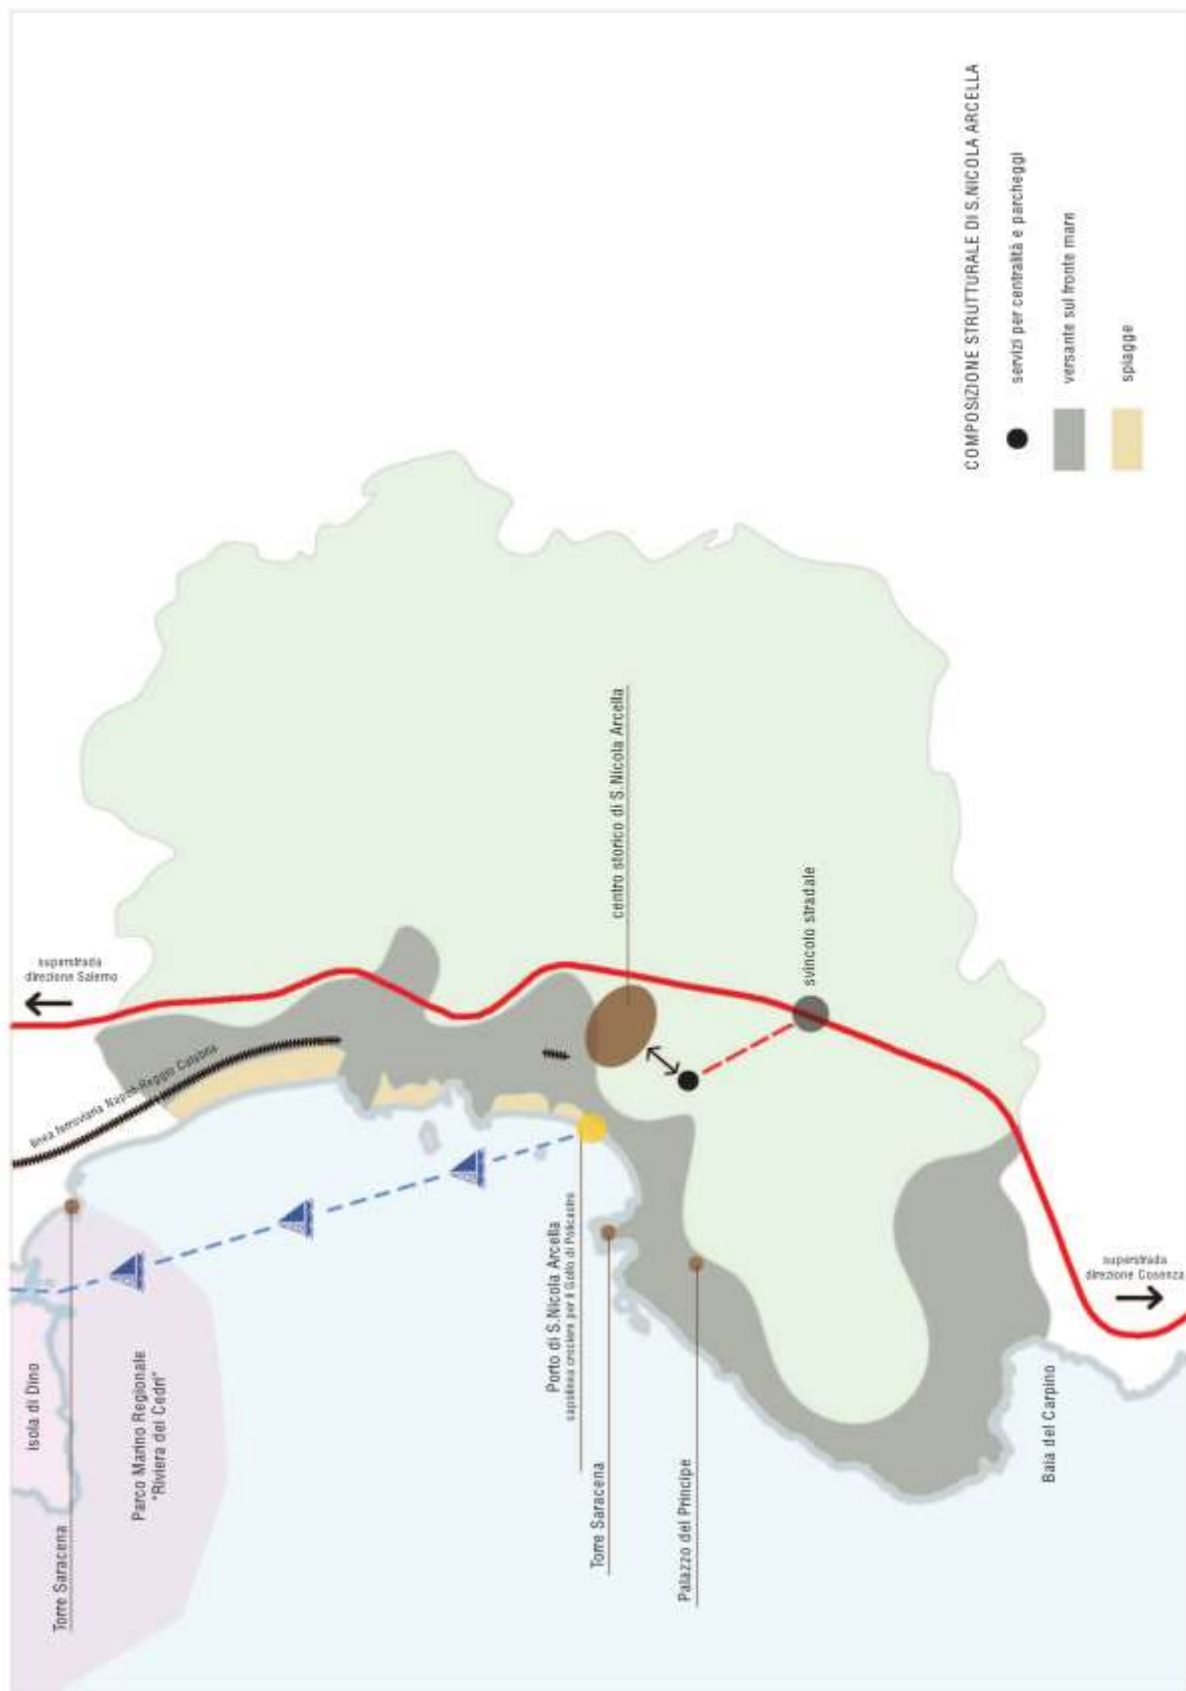 COMPOSIZIONE STRUTTURALE DI S.NICOLA ARCELLA
servizi per centralità e parcheggi
versante sul fronte mare
spiagge
superstrada
direzione Salerno
linea ferroviaria Napoli-Reggio Calabria
centro storico di S.Nicola Arcella
svincolo stradale
superstrada
direzione Cosenza
Isola di Dino
Parco Marino Regionale
"Riviera dei Cedri"
Torre Saracena
Porto di S.Nicola Arcella
capolinea crociere per il Golfo di Policastro
Torre Saracena
Palazzo del Principe
Baia del Carpino